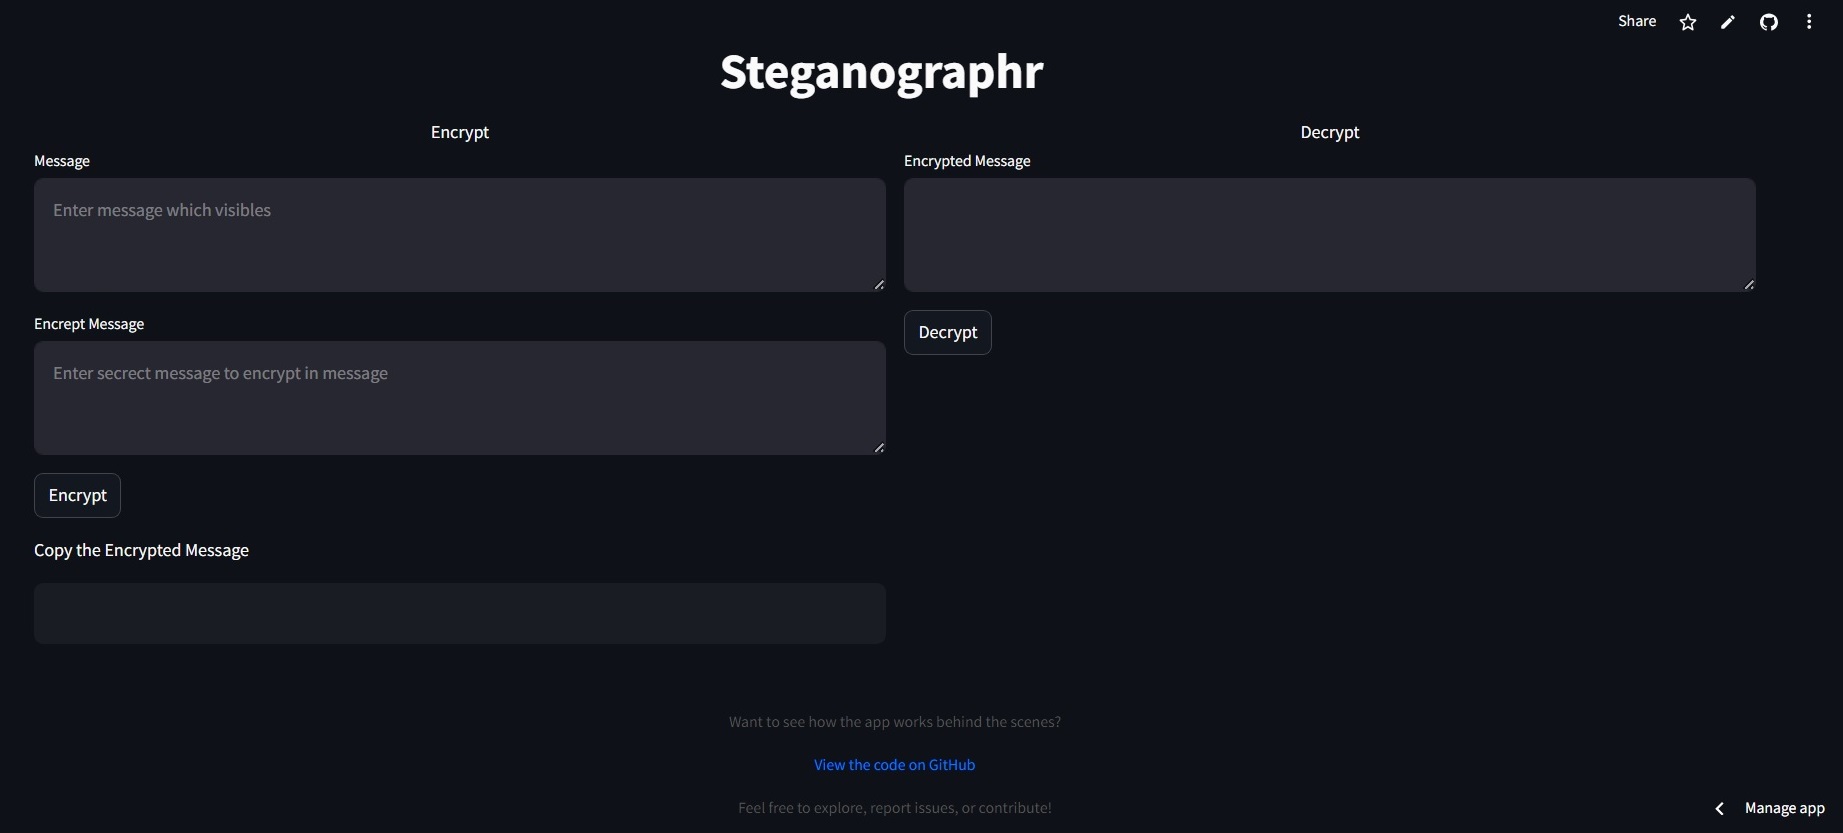 Share
Steganographr
Encrypt
Message
Enter message which visibles
Encrept Message
Enter secrect message to encrypt in message
Encrypt
Copy the Encrypted Message
Decrypt
Encrypted Message
Decrypt
Want to see how the app works behind the scenes?
View the code on GitHub
Feel free to explore, report issues, or contribute!
Manage app